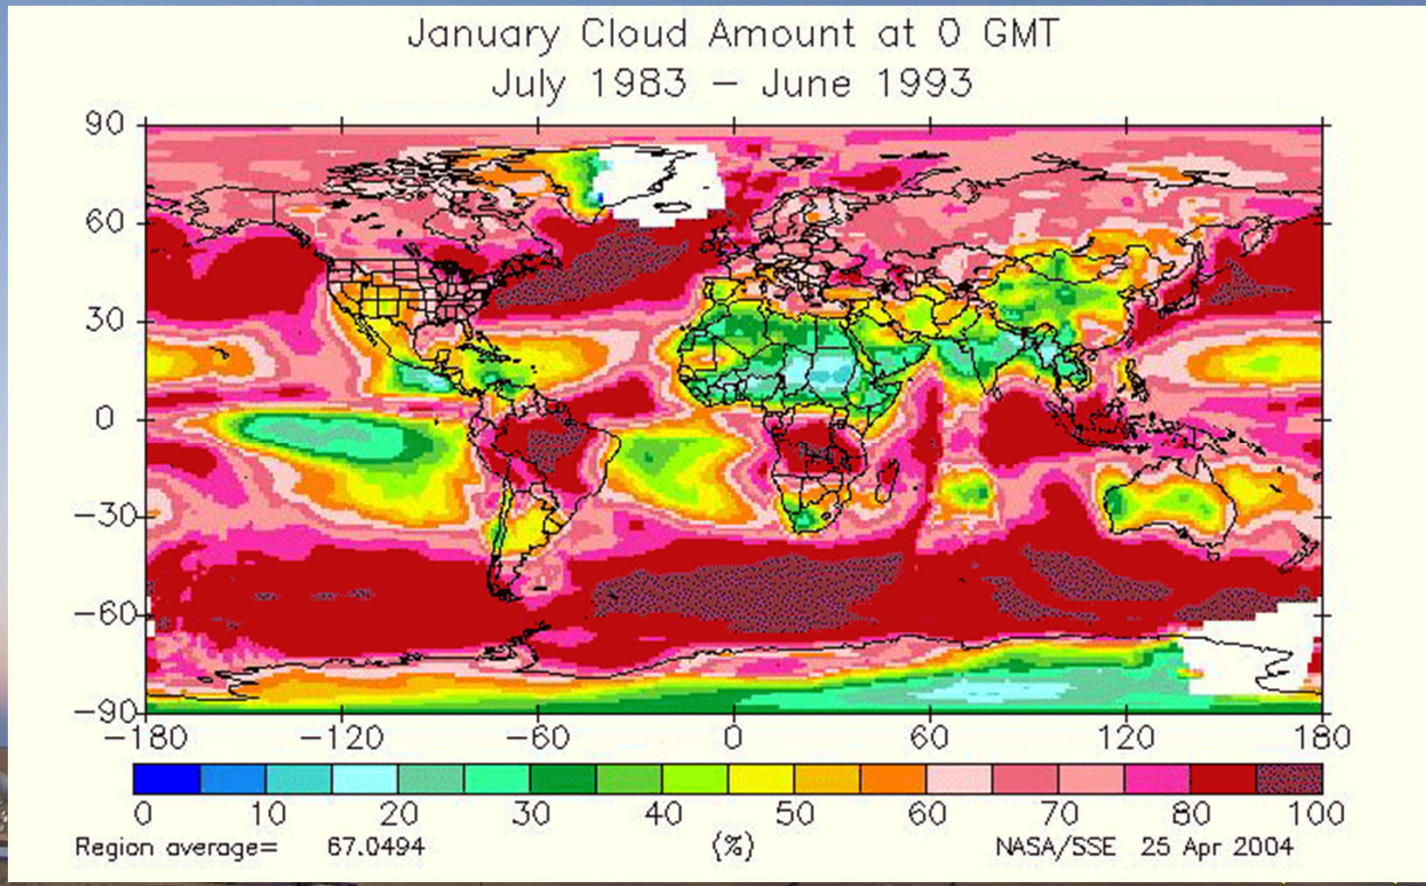 January Cloud Amount at 0 GMT
July 1983 – June 1993
90
60
30
0
−30
−60
−90
−180 −120 −60 0 60 120 180
0 10 20 30 40 50 60 70 80 100
Region average= 67.0494 (%) NASA/SSE 25 Apr 2004